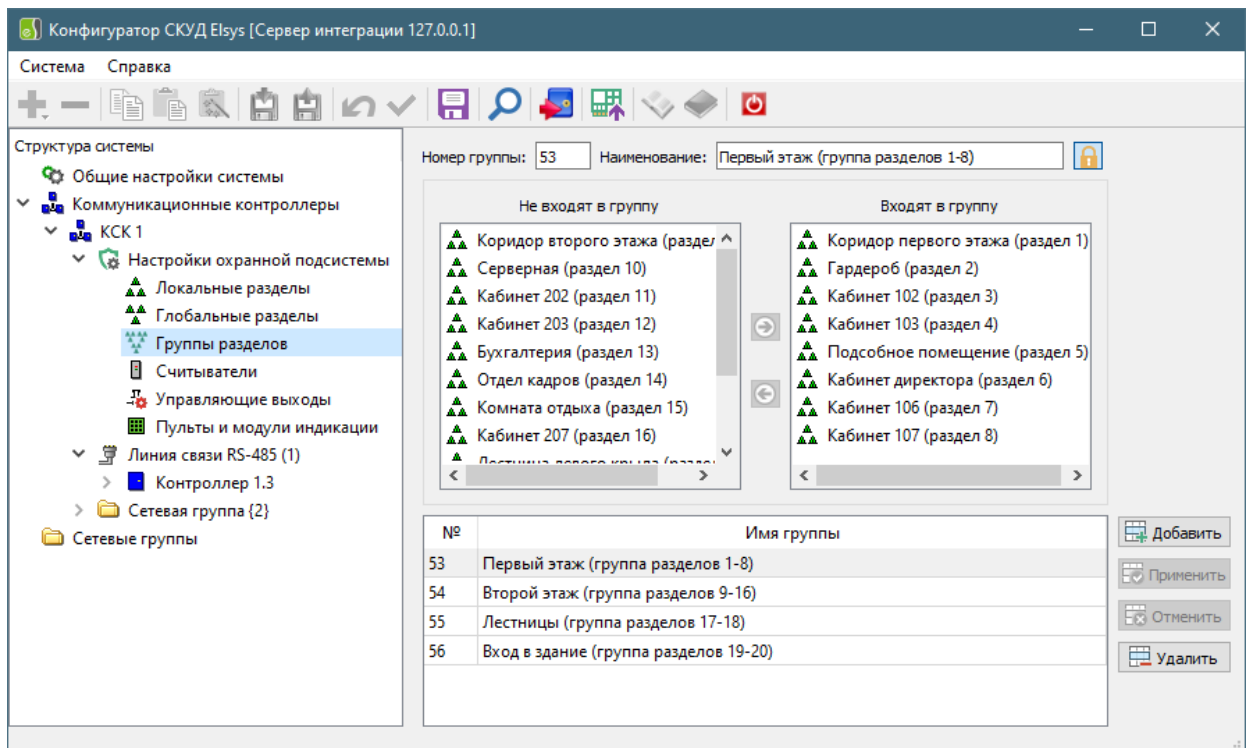 Конфигуратор СКУД Elsys [Сервер интеграции 127.0.0.1]
Система Справка
Структура системы
Общие настройки системы
Коммуникационные контроллеры
КСК 1
Настройки охранной подсистемы
Локальные разделы
Глобальные разделы
Группы разделов
Считыватели
Управляющие выходы
Пульты и модули индикации
Линия связи RS-485 (1)
Контроллер 1.3
Сетевая группа {2}
Сетевые группы
Номер группы: 53 Наименование: Первый этаж (группа разделов 1-8)
Не входят в группу
Коридор второго этажа (раздел
Серверная (раздел 10)
Кабинет 202 (раздел 11)
Кабинет 203 (раздел 12)
Бухгалтерия (раздел 13)
Отдел кадров (раздел 14)
Комната отдыха (раздел 15)
Кабинет 207 (раздел 16)
Лестница левого крыла
Входят в группу
Коридор первого этажа (раздел 1)
Гардероб (раздел 2)
Кабинет 102 (раздел 3)
Кабинет 103 (раздел 4)
Подсобное помещение (раздел 5)
Кабинет директора (раздел 6)
Кабинет 106 (раздел 7)
Кабинет 107 (раздел 8)
№ Имя группы
53 Первый этаж (группа разделов 1-8)
54 Второй этаж (группа разделов 9-16)
55 Лестницы (группа разделов 17-18)
56 Вход в здание (группа разделов 19-20)
Добавить
Применить
Отменить
Удалить